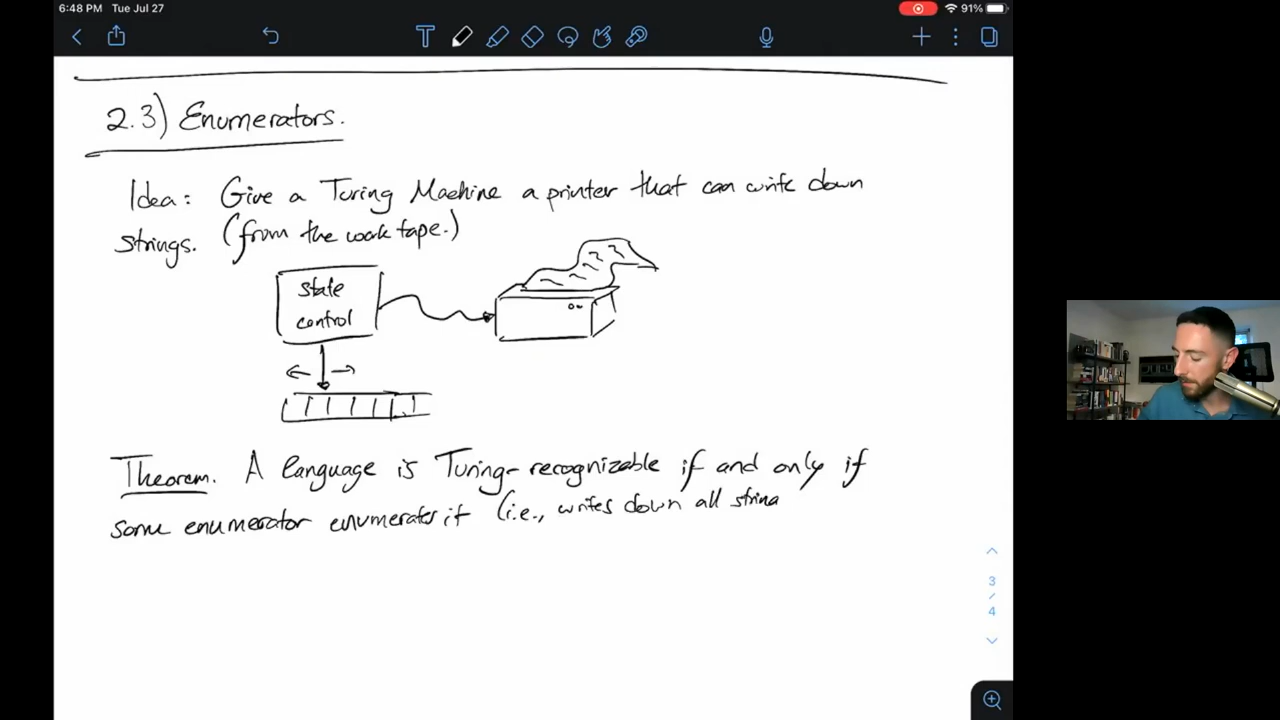 6:48 PM Tue Jul 27
91%
2.3) Enumerators.
Idea: Give a Turing Machine a printer that can write down
strings. (from the work tape.)
state
control
Theorem. A language is Turing-recognizable if and only if
some enumerator enumerates it (i.e., writes down all string
3
/
4